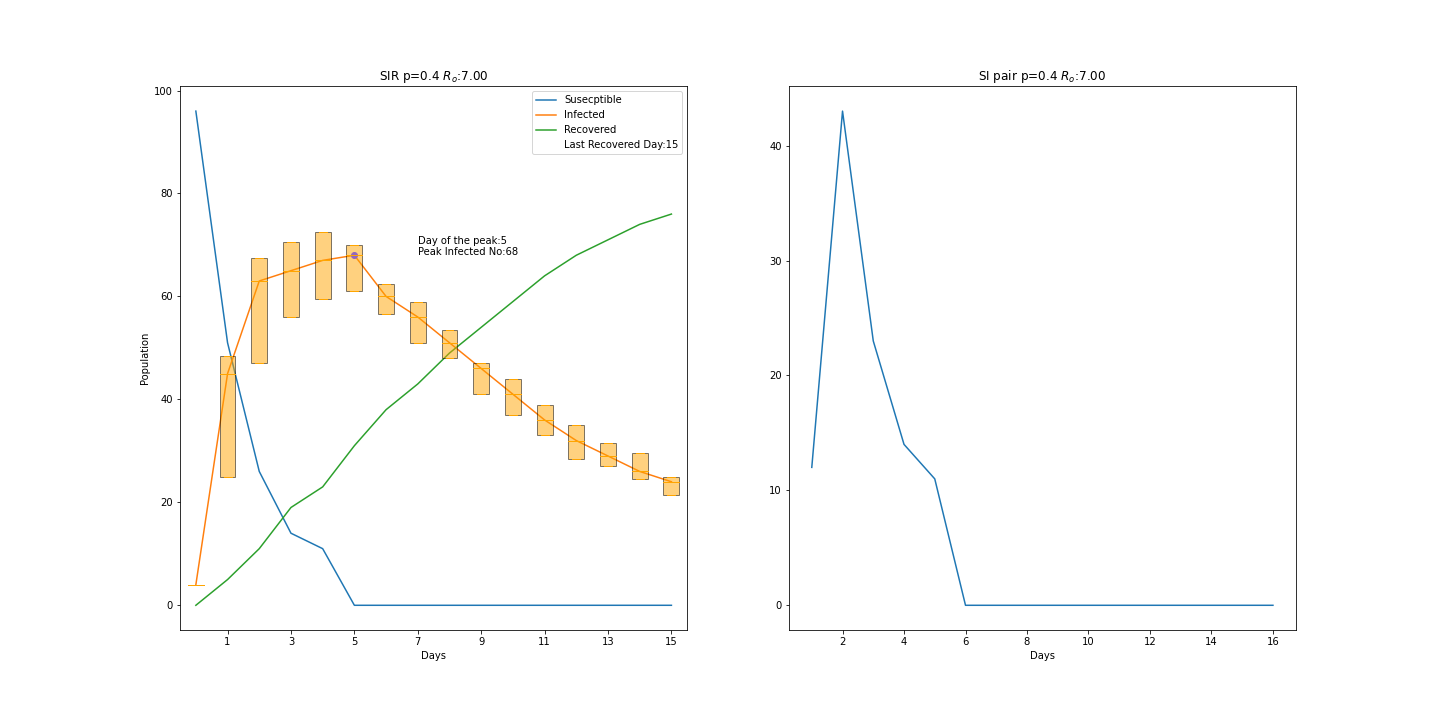 SIR p=0.4 Rₒ:7.00
100
80
60
40
20
0
Population
Susecptible
Infected
Recovered
Last Recovered Day:15
Day of the peak:5
Peak Infected No:68
1 3 5 7 9 11 13 15
Days
SI pair p=0.4 Rₒ:7.00
40
30
20
10
0
2 4 6 8 10 12 14 16
Days